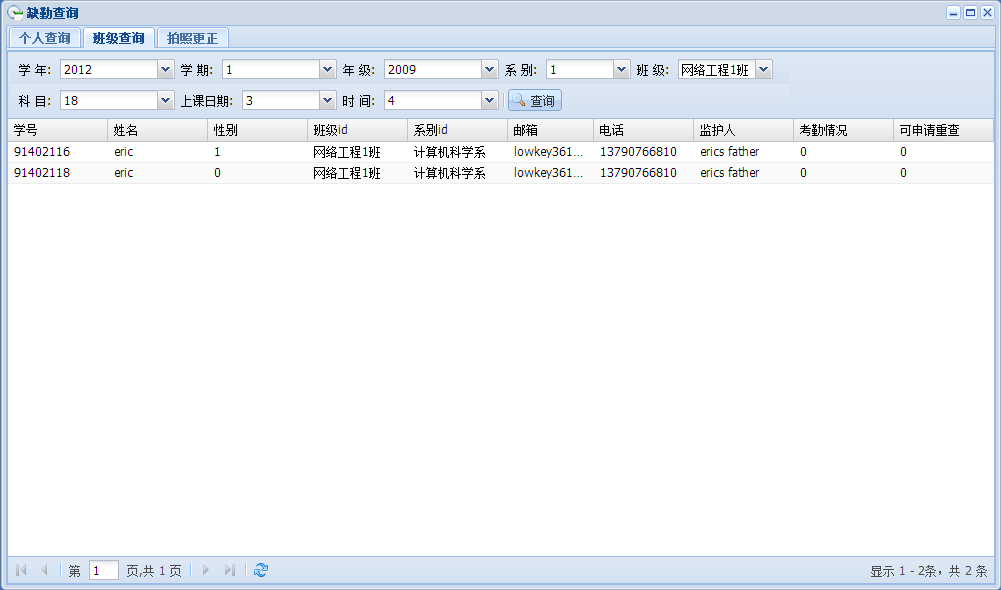 缺勤查询
个人查询 班级查询 拍照更正
学 年: 2012 学 期: 1 年 级: 2009 系 别: 1 班 级: 网络工程1班
科 目: 18 上课日期: 3 时 间: 4 查询
学号 姓名 性别 班级id 系别id 邮箱 电话 监护人 考勤情况 可申请重查
91402116 eric 1 网络工程1班 计算机科学系 lowkey361... 13790766810 erics father 0 0
91402118 eric 0 网络工程1班 计算机科学系 lowkey361... 13790766810 erics father 0 0
第 1 页,共 1 页 显示 1 - 2条，共 2 条